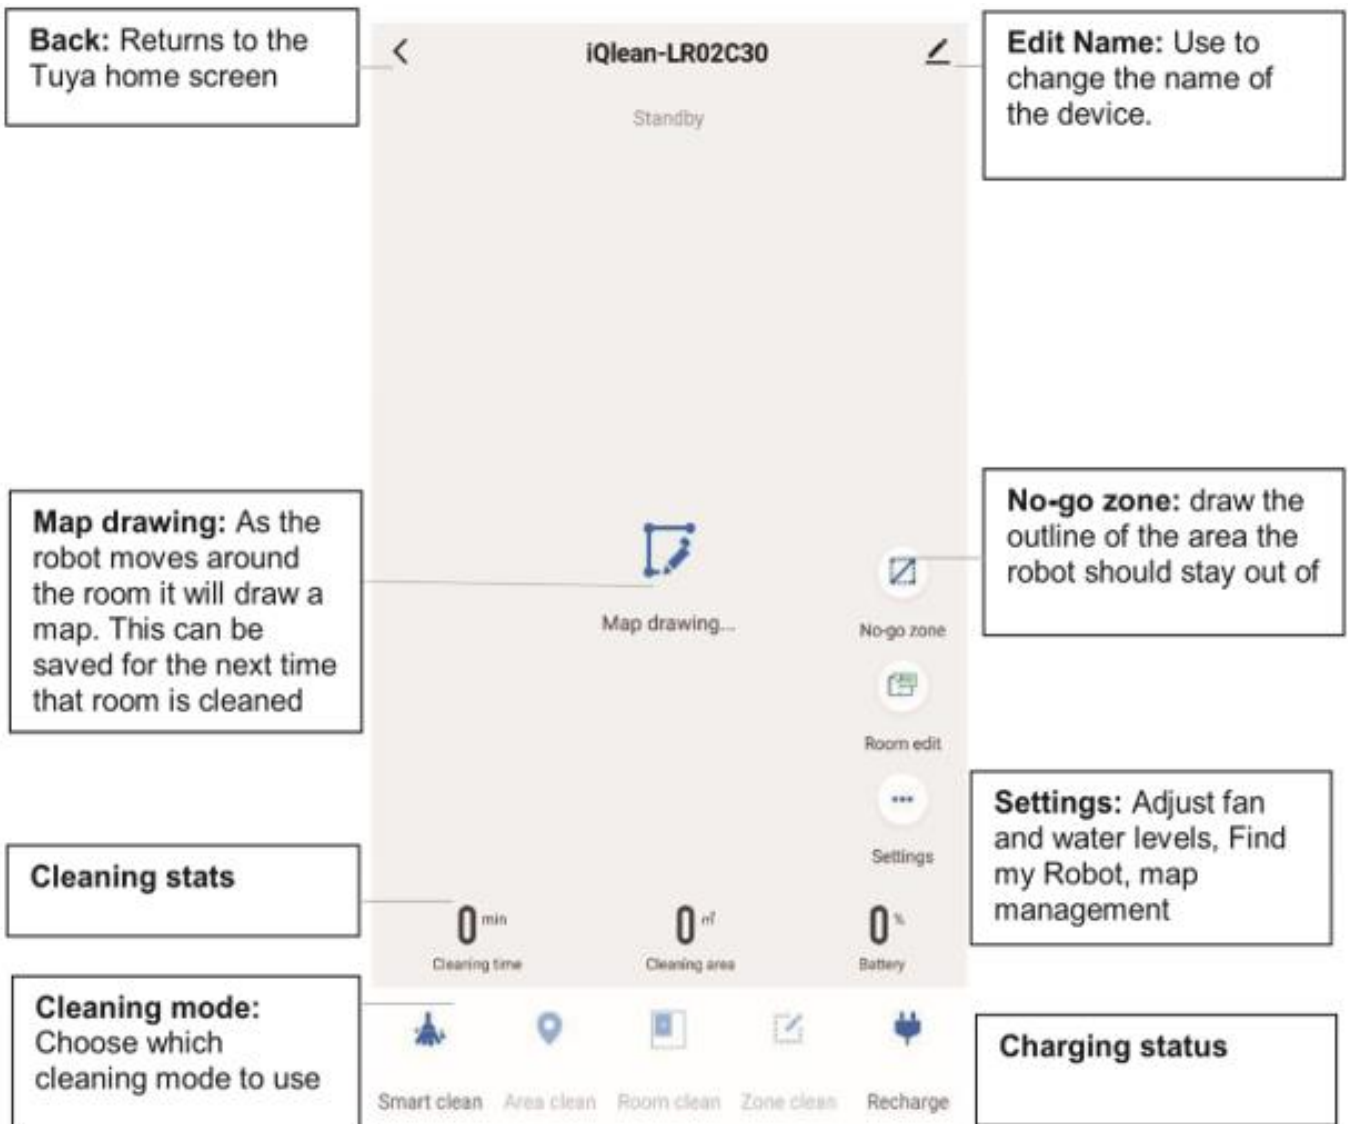 Back: Returns to the
Tuya home screen
iQlean-LR02C30
Standby
Edit Name: Use to
change the name of
the device.
Map drawing: As the
robot moves around
the room it will draw a
map. This can be
saved for the next time
that room is cleaned
Map drawing...
No-go zone: draw the
outline of the area the
robot should stay out of
No-go zone
Room edit
Settings
Settings: Adjust fan
and water levels, Find
my Robot, map
management
Cleaning stats
0 min
Cleaning time
0 ㎡
Cleaning area
0 %
Battery
Cleaning mode:
Choose which
cleaning mode to use
Smart clean Area clean Room clean Zone clean Recharge
Charging status